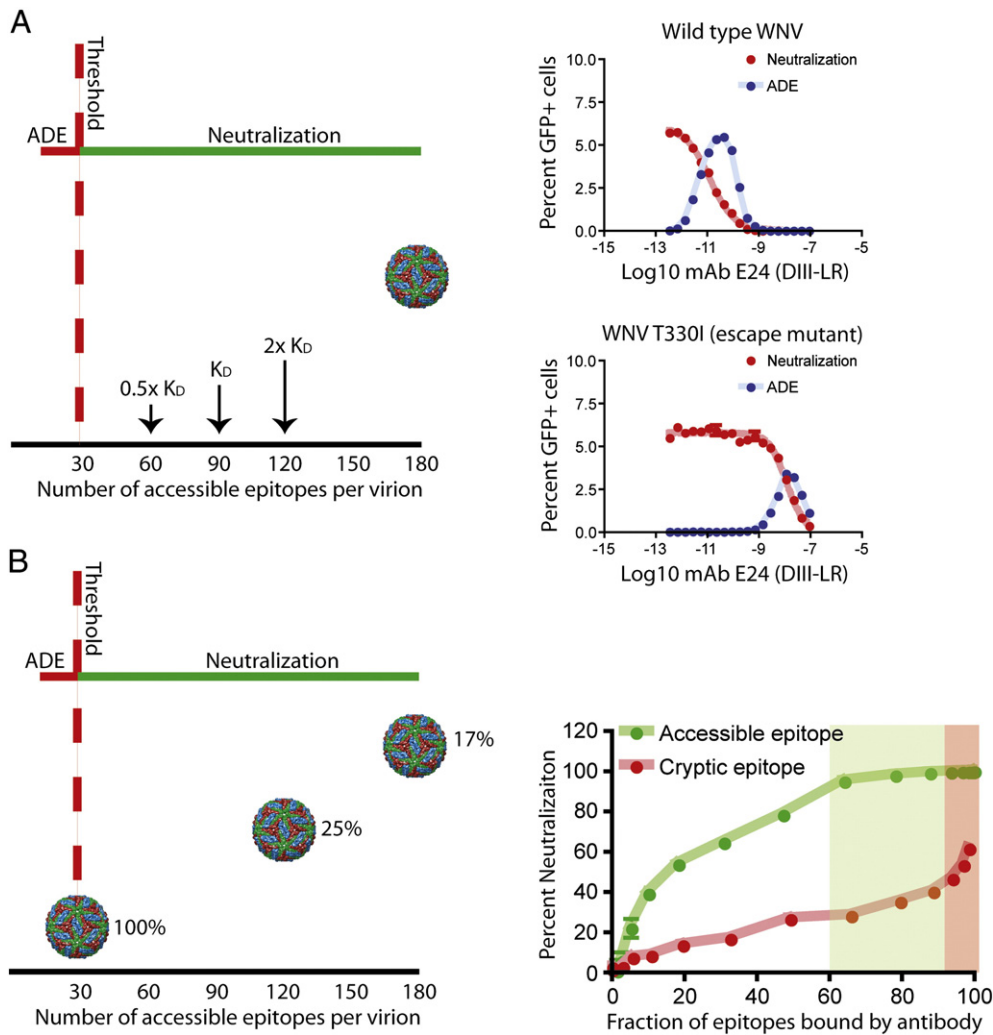 A
Threshold
ADE
Neutralization
0.5x KD
KD
2x KD
30 60 90 120 150 180
Number of accessible epitopes per virion
Wild type WNV
Neutralization
ADE
Percent GFP+ cells
10.0
7.5
5.0
2.5
0.0
-15 -13 -11 -9 -7 -5
Log10 mAb E24 (DIII-LR)
WNV T330I (escape mutant)
Neutralization
ADE
Percent GFP+ cells
10.0
7.5
5.0
2.5
0.0
-15 -13 -11 -9 -7 -5
Log10 mAb E24 (DIII-LR)
B
Threshold
ADE
Neutralization
17%
25%
100%
30 60 90 120 150 180
Number of accessible epitopes per virion
Accessible epitope
Cryptic epitope
Percent Neutralizaiton
120
100
80
60
40
20
0
0 20 40 60 80 100
Fraction of epitopes bound by antibody